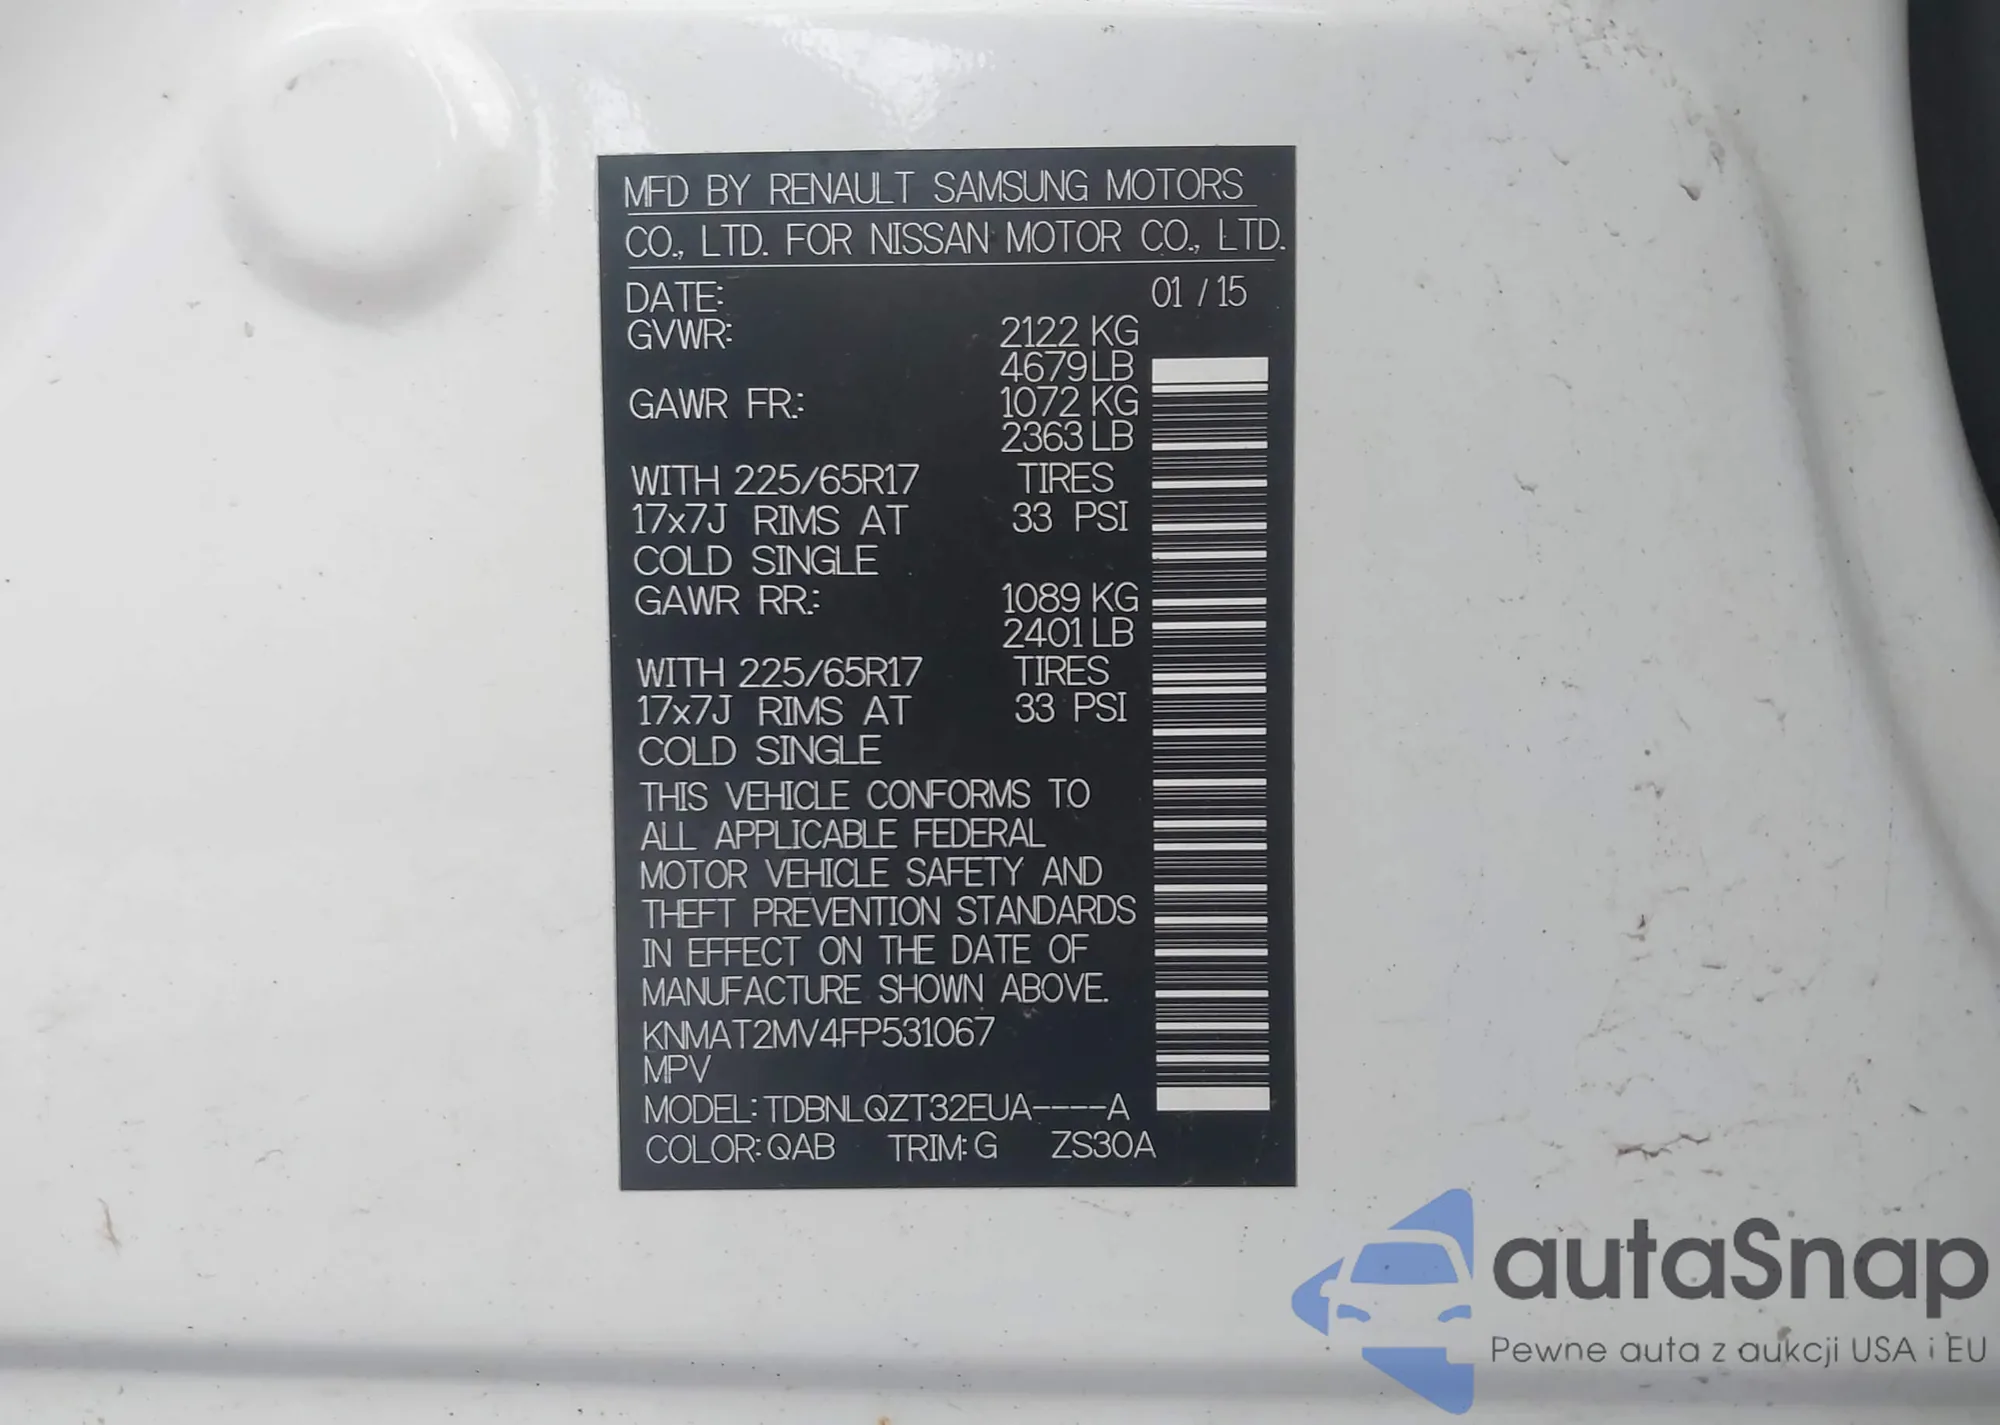 MFD BY RENAULT SAMSUNG MOTORS
CO., LTD. FOR NISSAN MOTOR CO., LTD.
DATE: 01 / 15
GVWR: 2122 KG
4679 LB
GAWR FR.: 1072 KG
2363 LB
WITH 225/65R17 TIRES
17x7J RIMS AT 33 PSI
COLD SINGLE
GAWR RR.: 1089 KG
2401 LB
WITH 225/65R17 TIRES
17x7J RIMS AT 33 PSI
COLD SINGLE
THIS VEHICLE CONFORMS TO
ALL APPLICABLE FEDERAL
MOTOR VEHICLE SAFETY AND
THEFT PREVENTION STANDARDS
IN EFFECT ON THE DATE OF
MANUFACTURE SHOWN ABOVE.
KNMAT2MV4FP531067
MPV
MODEL: TDBNLQZT32EUA----A
COLOR: QAB TRIM: G ZS30A
autaSnap
Pewne auta z aukcji USA i EU